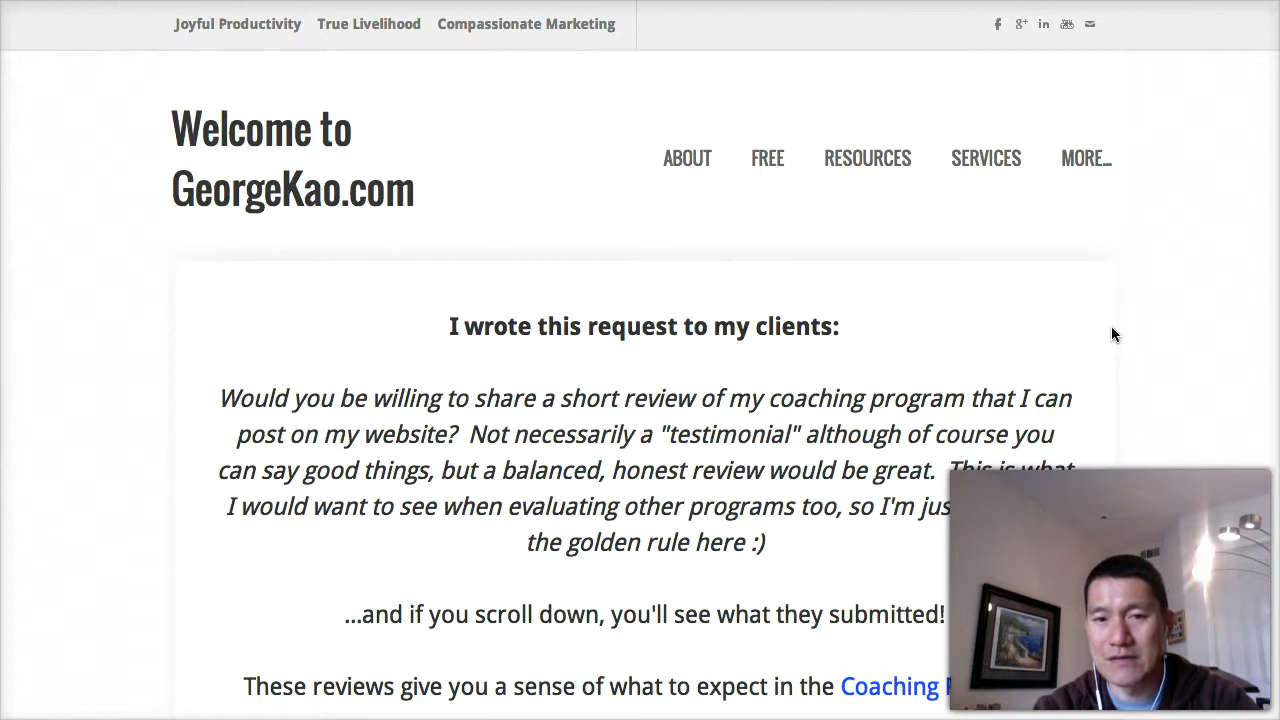 Joyful Productivity True Livelihood Compassionate Marketing
Welcome to
GeorgeKao.com
ABOUT FREE RESOURCES SERVICES MORE...
I wrote this request to my clients:
Would you be willing to share a short review of my coaching program that I can
post on my website? Not necessarily a "testimonial" although of course you
can say good things, but a balanced, honest review would be great. This is what
I would want to see when evaluating other programs too, so I'm
the golden rule here :)
...and if you scroll down, you'll see what they submitted!
These reviews give you a sense of what to expect in the Coaching